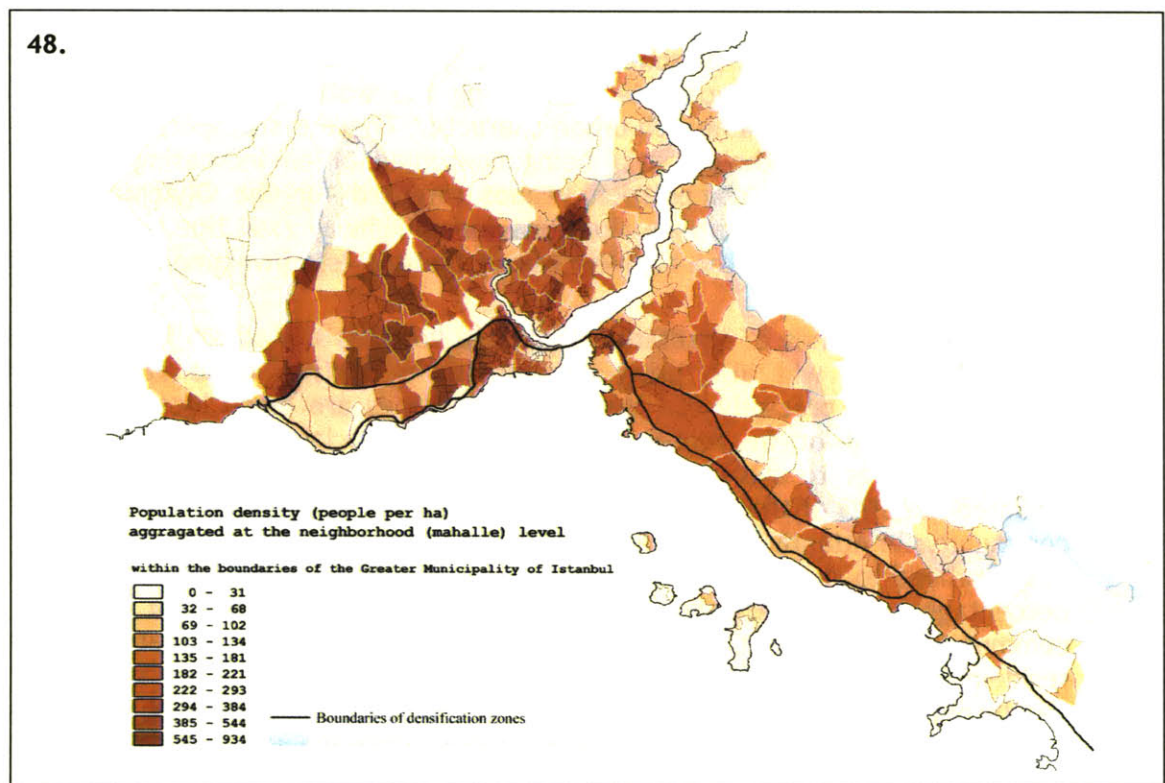 48.
Population density (people per ha)
aggragated at the neighborhood (mahalle) level
within the boundaries of the Greater Municipality of Istanbul
0 - 31
32 - 68
69 - 102
103 - 134
135 - 181
182 - 221
222 - 293
294 - 384
385 - 544
545 - 934
Boundaries of densification zones